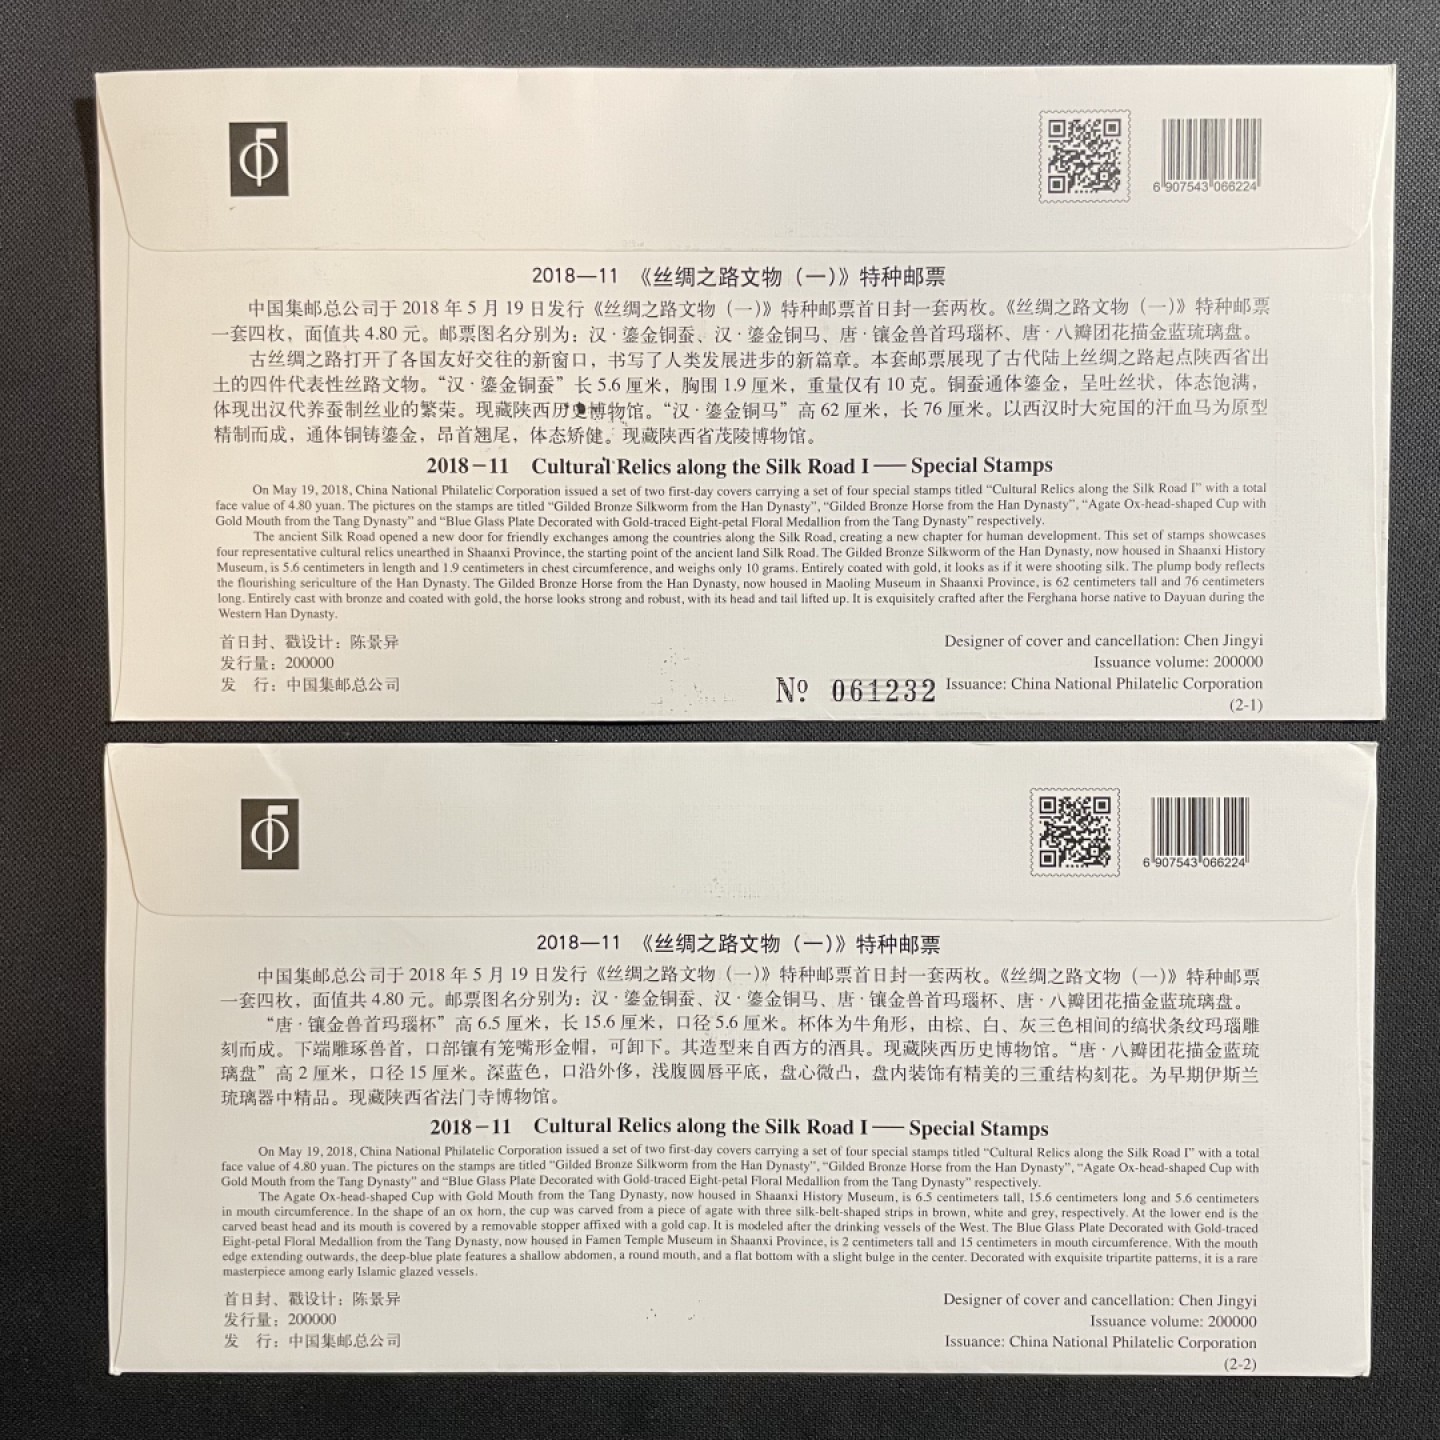 6 907543 066224
2018—11 《丝绸之路文物（一）》特种邮票
中国集邮总公司于 2018 年 5 月 19 日发行《丝绸之路文物（一）》特种邮票首日封一套两枚。《丝绸之路文物（一）》特种邮票
一套四枚，面值共 4.80 元。邮票图名分别为：汉 · 鎏金铜蚕、汉 · 鎏金铜马、唐 · 镶金兽首玛瑙杯、唐 · 八瓣团花描金蓝琉璃盘。
古丝绸之路打开了各国友好交往的新窗口，书写了人类发展进步的新篇章。本套邮票展现了古代陆上丝绸之路起点陕西省出
土的四件代表性丝路文物。“汉 · 鎏金铜蚕” 长 5.6 厘米，胸围 1.9 厘米，重量仅有 10 克。铜蚕通体鎏金，呈吐丝状，体态饱满，
体现出汉代养蚕制丝业的繁荣。现藏陕西历史博物馆。“汉 · 鎏金铜马” 高 62 厘米，长 76 厘米。以西汉时大宛国的汗血马为原型
精制而成，通体铜铸鎏金，昂首翘尾，体态矫健。现藏陕西省茂陵博物馆。
2018－11 Cultural Relics along the Silk Road I — Special Stamps
On May 19, 2018, China National Philatelic Corporation issued a set of two first-day covers carrying a set of four special stamps titled “Cultural Relics along the Silk Road I” with a total
face value of 4.80 yuan. The pictures on the stamps are titled “Gilded Bronze Silkworm from the Han Dynasty”, “Gilded Bronze Horse from the Han Dynasty”, “Agate Ox-head-shaped Cup with
Gold Mouth from the Tang Dynasty” and “Blue Glass Plate Decorated with Gold-traced Eight-petal Floral Medallion from the Tang Dynasty” respectively.
The ancient Silk Road opened a new door for friendly exchanges among the countries along the Silk Road, creating a new chapter for human development. This set of stamps showcases
four representative cultural relics unearthed in Shaanxi Province, the starting point of the ancient land Silk Road. The Gilded Bronze Silkworm of the Han Dynasty, now housed in Shaanxi History
Museum, is 5.6 centimeters in length and 1.9 centimeters in chest circumference, and weighs only 10 grams. Entirely coated with gold, it looks as if it were shooting silk. The plump body reflects
the flourishing sericulture of the Han Dynasty. The Gilded Bronze Horse from the Han Dynasty, now housed in Maoling Museum in Shaanxi Province, is 62 centimeters tall and 76 centimeters
long. Entirely cast with bronze and coated with gold, the horse looks strong and robust, with its head and tail lifted up. It is exquisitely crafted after the Ferghana horse native to Dayuan during the
Western Han Dynasty.
首日封、戳设计：陈景异
发行量：200000
发　行：中国集邮总公司
Designer of cover and cancellation: Chen Jingyi
Issuance volume: 200000
Nº 061232 Issuance: China National Philatelic Corporation
(2-1)
6 907543 066224
2018—11 《丝绸之路文物（一）》特种邮票
中国集邮总公司于 2018 年 5 月 19 日发行《丝绸之路文物（一）》特种邮票首日封一套两枚。《丝绸之路文物（一）》特种邮票
一套四枚，面值共 4.80 元。邮票图名分别为：汉 · 鎏金铜蚕、汉 · 鎏金铜马、唐 · 镶金兽首玛瑙杯、唐 · 八瓣团花描金蓝琉璃盘。
“唐 · 镶金兽首玛瑙杯” 高 6.5 厘米，长 15.6 厘米，口径 5.6 厘米。杯体为牛角形，由棕、白、灰三色相间的缟状条纹玛瑙雕
刻而成。下端雕琢兽首，口部镶有笼嘴形金帽，可卸下。其造型来自西方的酒具。现藏陕西历史博物馆。“唐 · 八瓣团花描金蓝琉
璃盘” 高 2 厘米，口径 15 厘米。深蓝色，口沿外侈，浅腹圆唇平底，盘心微凸，盘内装饰有精美的三重结构刻花。为早期伊斯兰
琉璃器中精品。现藏陕西省法门寺博物馆。
2018－11 Cultural Relics along the Silk Road I — Special Stamps
On May 19, 2018, China National Philatelic Corporation issued a set of two first-day covers carrying a set of four special stamps titled “Cultural Relics along the Silk Road I” with a total
face value of 4.80 yuan. The pictures on the stamps are titled “Gilded Bronze Silkworm from the Han Dynasty”, “Gilded Bronze Horse from the Han Dynasty”, “Agate Ox-head-shaped Cup with
Gold Mouth from the Tang Dynasty” and “Blue Glass Plate Decorated with Gold-traced Eight-petal Floral Medallion from the Tang Dynasty” respectively.
The Agate Ox-head-shaped Cup with Gold Mouth from the Tang Dynasty, now housed in Shaanxi History Museum, is 6.5 centimeters tall, 15.6 centimeters long and 5.6 centimeters
in mouth circumference. In the shape of an ox horn, the cup was carved from a piece of agate with three silk-belt-shaped strips in brown, white and grey, respectively. At the lower end is the
carved beast head and its mouth is covered by a removable stopper affixed with a gold cap. It is modeled after the drinking vessels of the West. The Blue Glass Plate Decorated with Gold-traced
Eight-petal Floral Medallion from the Tang Dynasty, now housed in Famen Temple Museum in Shaanxi Province, is 2 centimeters tall and 15 centimeters in mouth circumference. With the mouth
edge extending outwards, the deep-blue plate features a shallow abdomen, a round mouth, and a flat bottom with a slight bulge in the center. Decorated with exquisite tripartite patterns, it is a rare
masterpiece among early Islamic glazed vessels.
首日封、戳设计：陈景异
发行量：200000
发　行：中国集邮总公司
Designer of cover and cancellation: Chen Jingyi
Issuance volume: 200000
Issuance: China National Philatelic Corporation
(2-2)